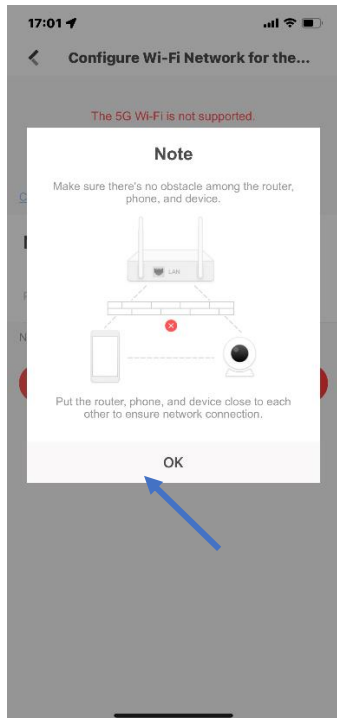 17:01
Configure Wi-Fi Network for the...
The 5G Wi-Fi is not supported.
Note
Make sure there's no obstacle among the router,
phone, and device.
LAN
Put the router, phone, and device close to each
other to ensure network connection.
OK